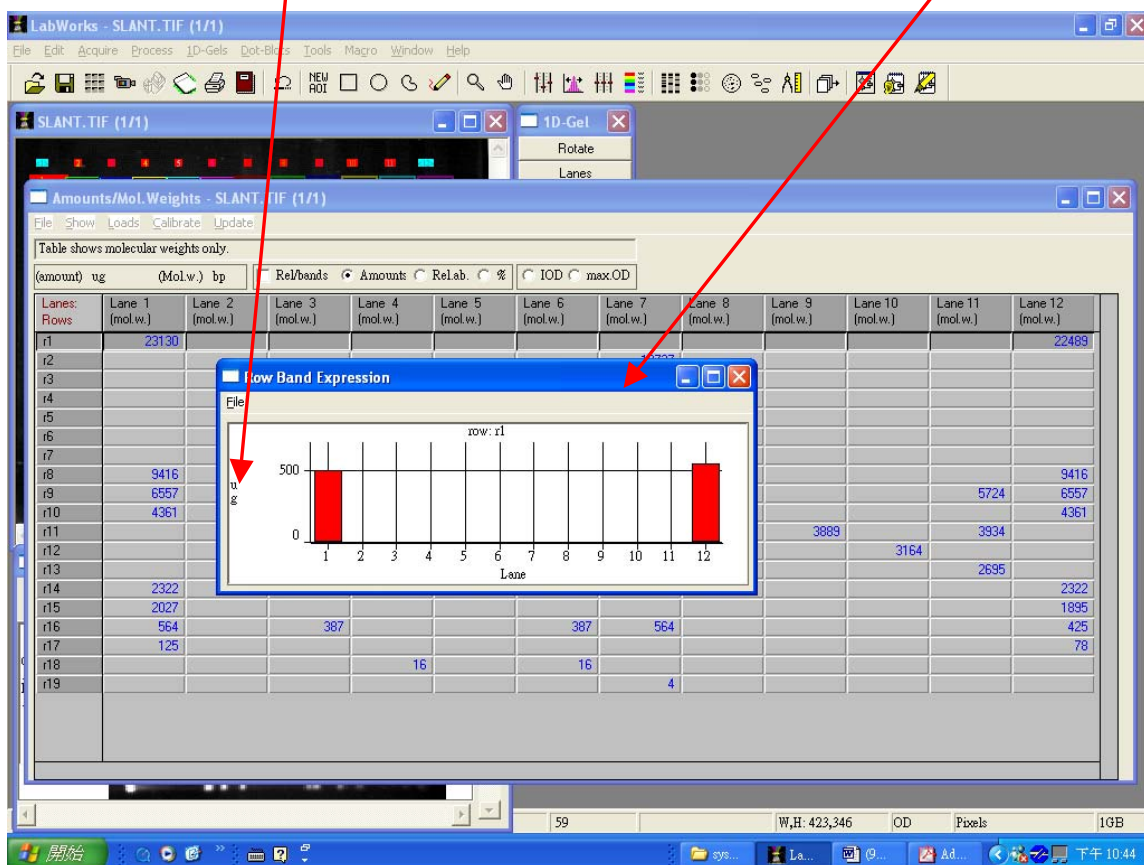 LabWorks - SLANT.TIF (1/1)
File Edit Acquire Process 1D-Gels Dot-Blots Tools Macro Window Help
NEW AOI
SLANT.TIF (1/1)
1D-Gel
Rotate
Lanes
Amounts/Mol.Weights - SLANT.TIF (1/1)
File Show Loads Calibrate Update
Table shows molecular weights only.
(amount) ug (Mol.w.) bp Rel/bands Amounts Rel.ab. % IOD max.OD
Lanes: Lane 1 Lane 2 Lane 3 Lane 4 Lane 5 Lane 6 Lane 7 Lane 8 Lane 9 Lane 10 Lane 11 Lane 12
Rows (mol.w.) (mol.w.) (mol.w.) (mol.w.) (mol.w.) (mol.w.) (mol.w.) (mol.w.) (mol.w.) (mol.w.) (mol.w.) (mol.w.)
r1 23130 22489
r2
r3
r4
r5
r6
r7
r8 9416 9416
r9 6557 5724 6557
r10 4361 4361
r11 3889 3934
r12 3164
r13 2695
r14 2322 2322
r15 2027 1895
r16 564 387 387 564 425
r17 125 78
r18 16 16
r19 4
Row Band Expression
File
row: r1
500
u
g
0
1 2 3 4 5 6 7 8 9 10 11 12
Lane
59 W,H: 423,346 OD Pixels 1GB
開始 sys... La... (9... Ad... 下午 10:44